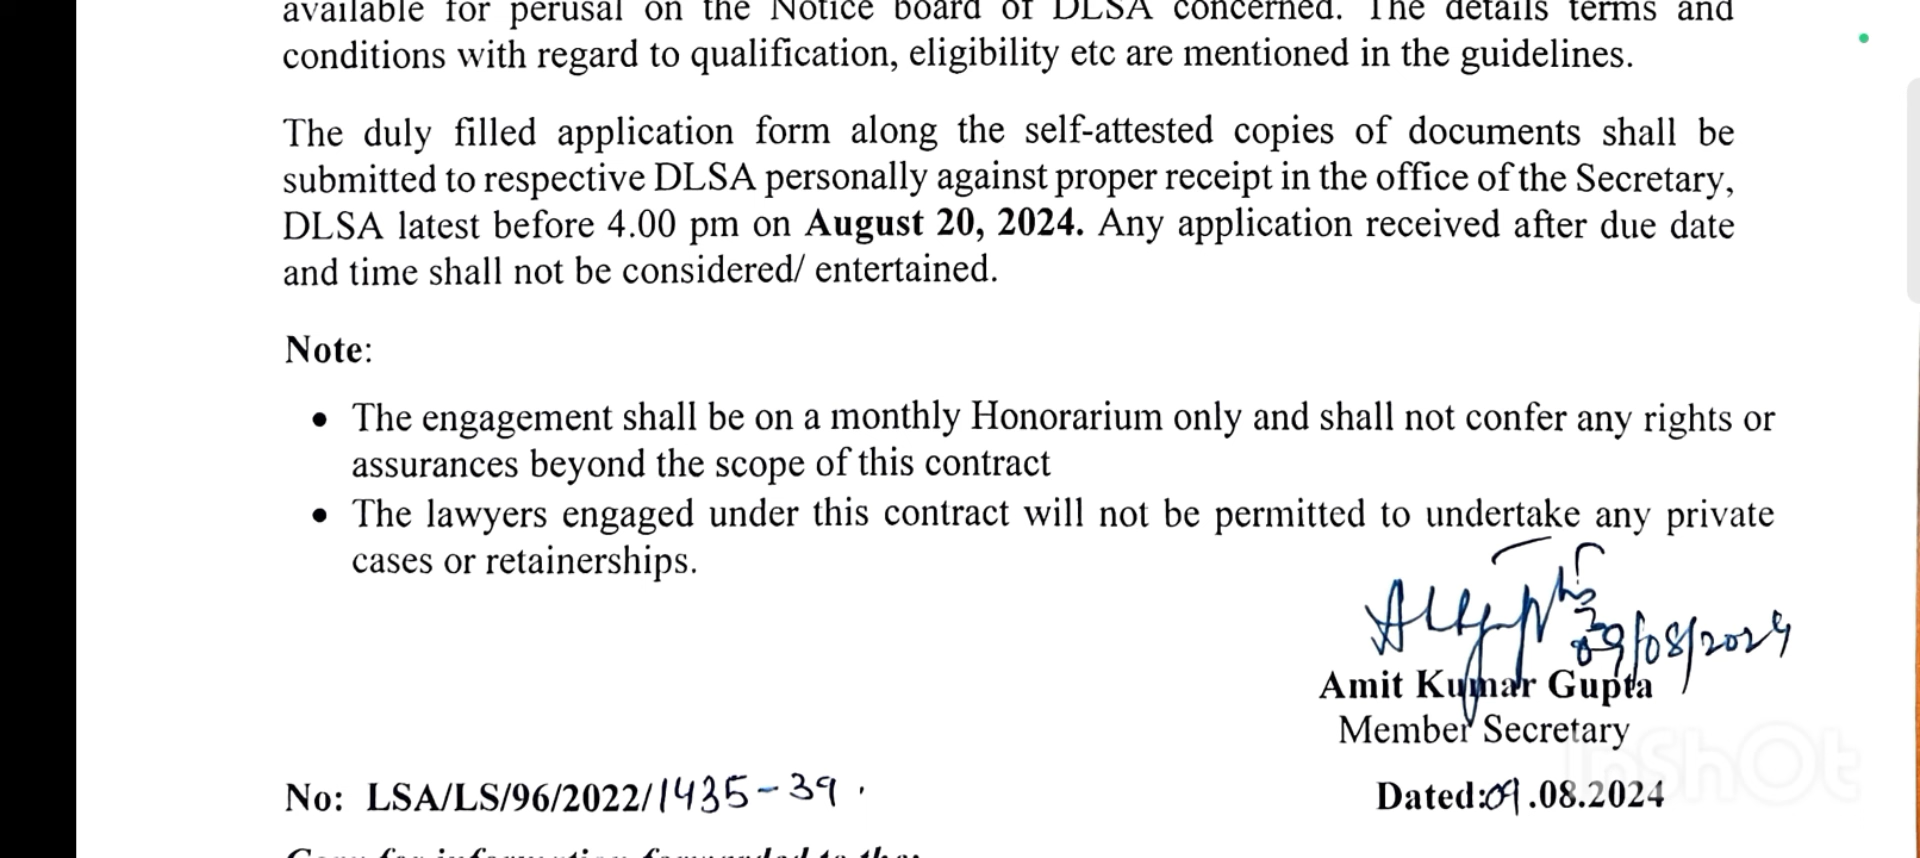 available for perusal on the Notice board of DLSA concerned. The details terms and
conditions with regard to qualification, eligibility etc are mentioned in the guidelines.
The duly filled application form along the self-attested copies of documents shall be
submitted to respective DLSA personally against proper receipt in the office of the Secretary,
DLSA latest before 4.00 pm on August 20, 2024. Any application received after due date
and time shall not be considered/ entertained.
Note:
• The engagement shall be on a monthly Honorarium only and shall not confer any rights or
assurances beyond the scope of this contract
• The lawyers engaged under this contract will not be permitted to undertake any private
cases or retainerships.
09/08/2024
Amit Kumar Gupta
Member Secretary
No: LSA/LS/96/2022/1435-39.
Dated:09.08.2024
Copy for information forwarded to the:
InShOt